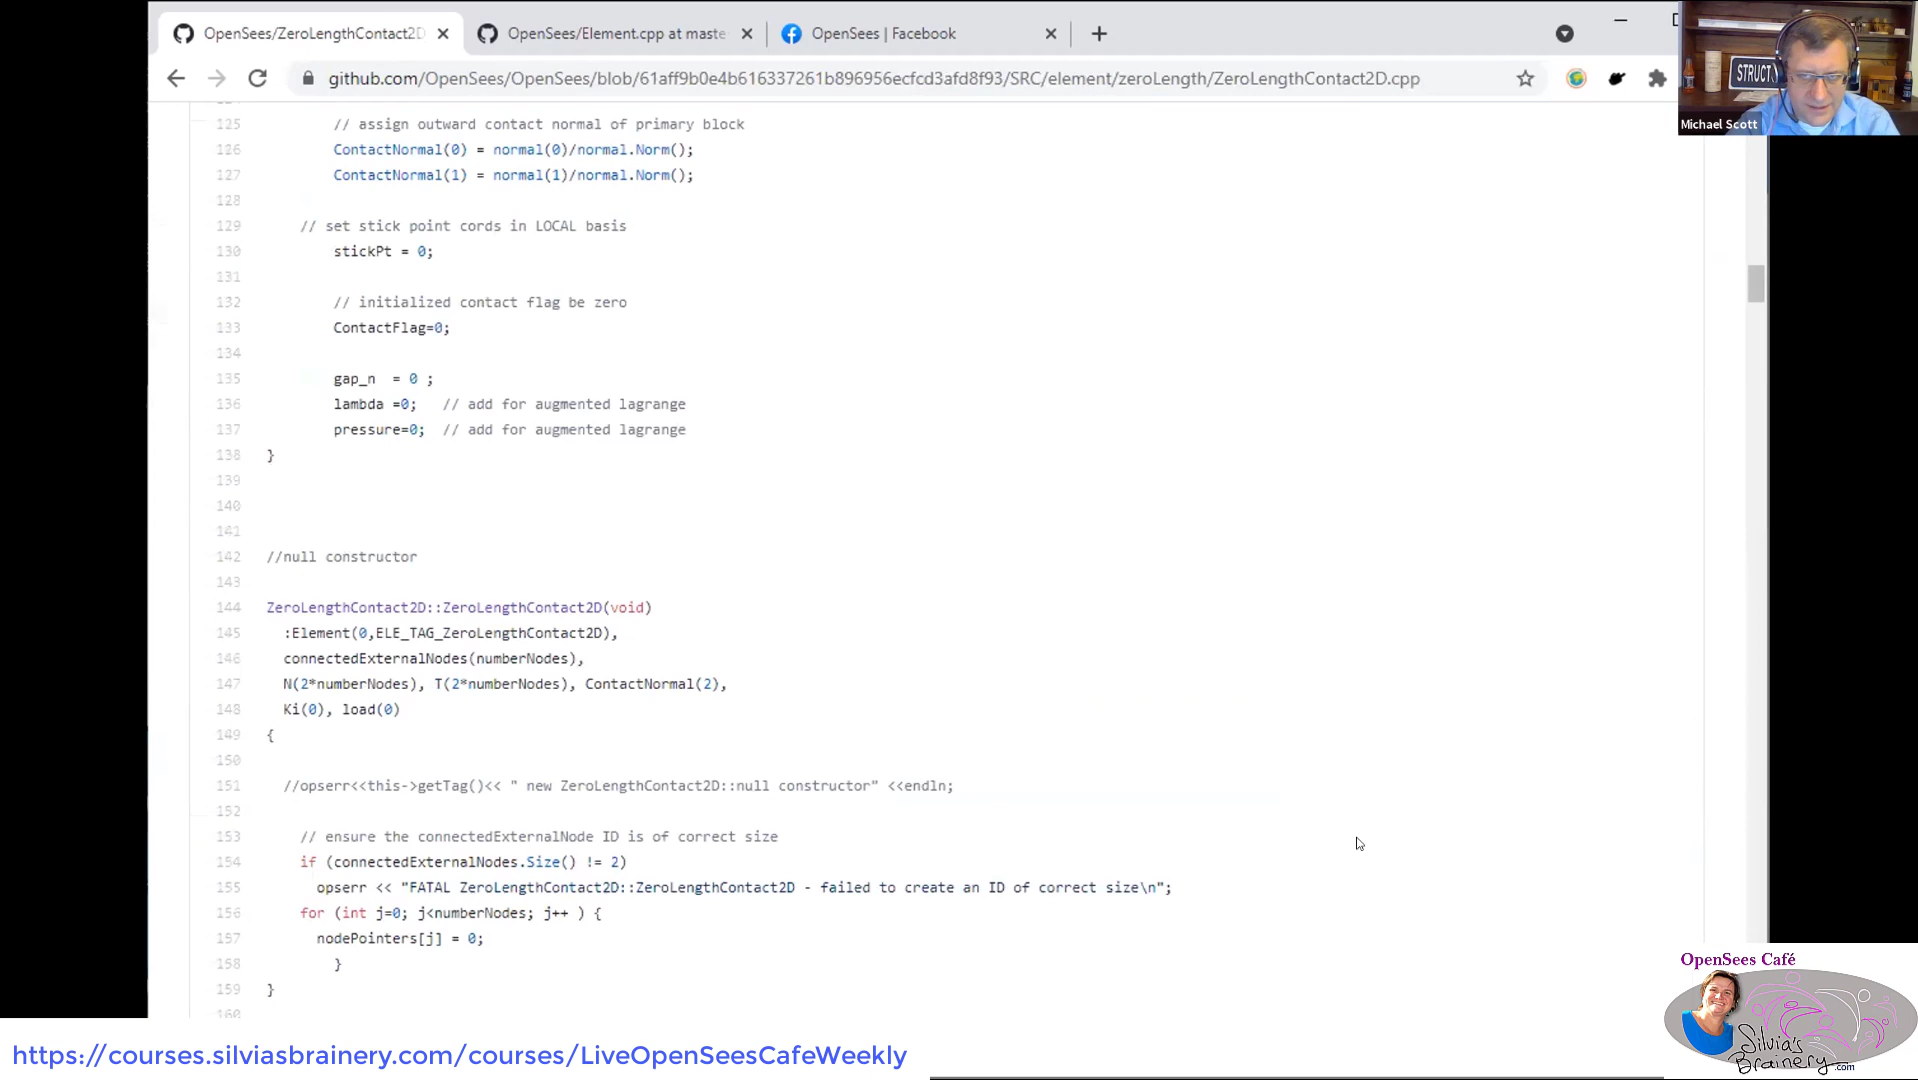 OpenSees/ZeroLengthContact2D
OpenSees/Element.cpp at maste
OpenSees | Facebook
github.com/OpenSees/OpenSees/blob/61aff9b0e4b616337261b896956ecfcd3afd8f93/SRC/element/zeroLength/ZeroLengthContact2D.cpp
STRUCT
Michael Scott
125 // assign outward contact normal of primary block
126 ContactNormal(0) = normal(0)/normal.Norm();
127 ContactNormal(1) = normal(1)/normal.Norm();
128
129 // set stick point cords in LOCAL basis
130 stickPt = 0;
131
132 // initialized contact flag be zero
133 ContactFlag=0;
134
135 gap_n  = 0 ;
136 lambda =0;   // add for augmented lagrange
137 pressure=0;  // add for augmented lagrange
138 }
139
140
141
142 //null constructor
143
144 ZeroLengthContact2D::ZeroLengthContact2D(void)
145 :Element(0,ELE_TAG_ZeroLengthContact2D),
146 connectedExternalNodes(numberNodes),
147 N(2*numberNodes), T(2*numberNodes), ContactNormal(2),
148 Ki(0), load(0)
149 {
150
151 //opserr<<this->getTag()<< " new ZeroLengthContact2D::null constructor" <<endln;
152
153 // ensure the connectedExternalNode ID is of correct size
154 if (connectedExternalNodes.Size() != 2)
155 opserr << "FATAL ZeroLengthContact2D::ZeroLengthContact2D - failed to create an ID of correct size\n";
156 for (int j=0; j<numberNodes; j++ ) {
157 nodePointers[j] = 0;
158 }
159 }
160
OpenSees Café
Silvia's
Brainery.com
https://courses.silviasbrainery.com/courses/LiveOpenSeesCafeWeekly